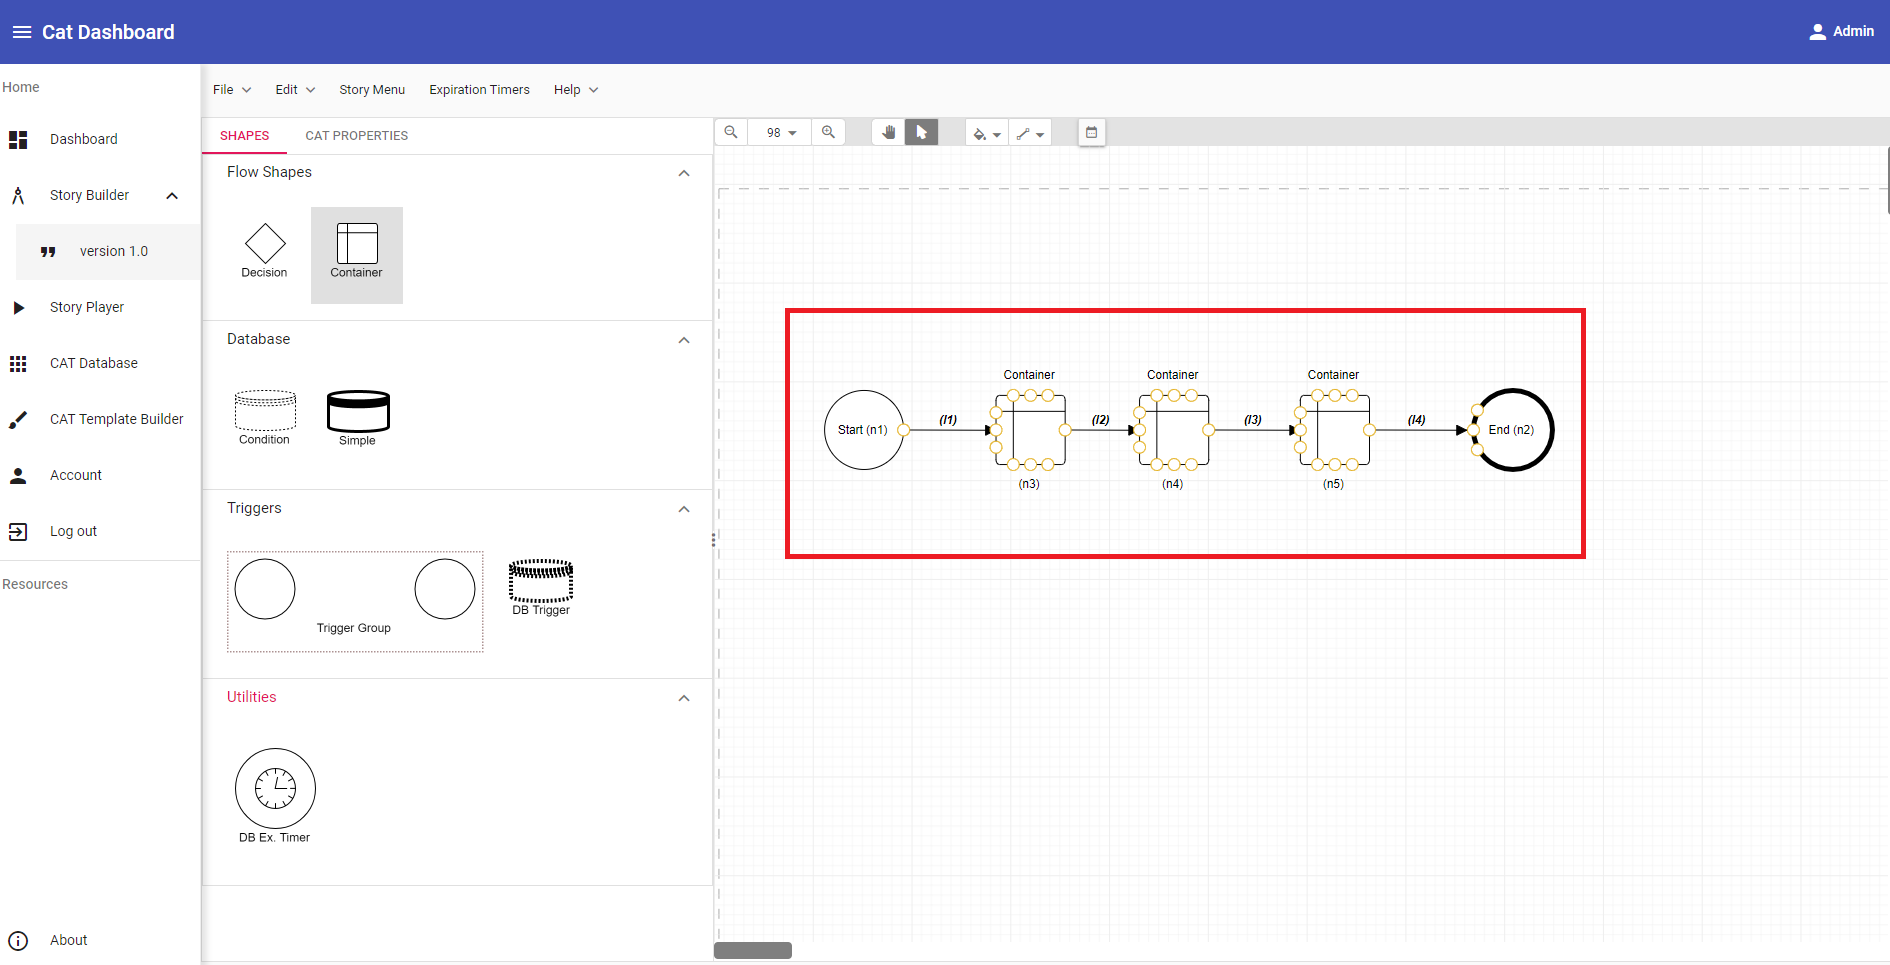 Cat Dashboard
Admin
Home
Dashboard
Story Builder
version 1.0
Story Player
CAT Database
CAT Template Builder
Account
Log out
Resources
About
File
Edit
Story Menu
Expiration Timers
Help
SHAPES
CAT PROPERTIES
Flow Shapes
Decision
Container
Database
Condition
Simple
Triggers
Trigger Group
DB Trigger
Utilities
DB Ex. Timer
98
Container
Container
Container
Start (n1)
(l1)
(l2)
(l3)
(l4)
End (n2)
(n3)
(n4)
(n5)